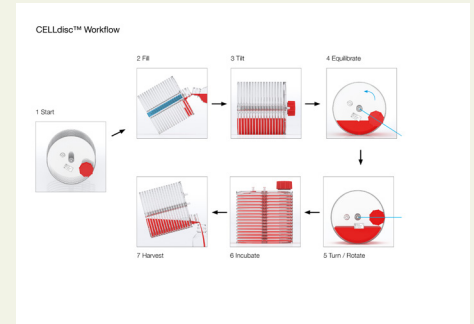 CELLdisc™ Workflow
1 Start
2 Fill
3 Tilt
4 Equilibrate
7 Harvest
6 Incubate
5 Turn / Rotate